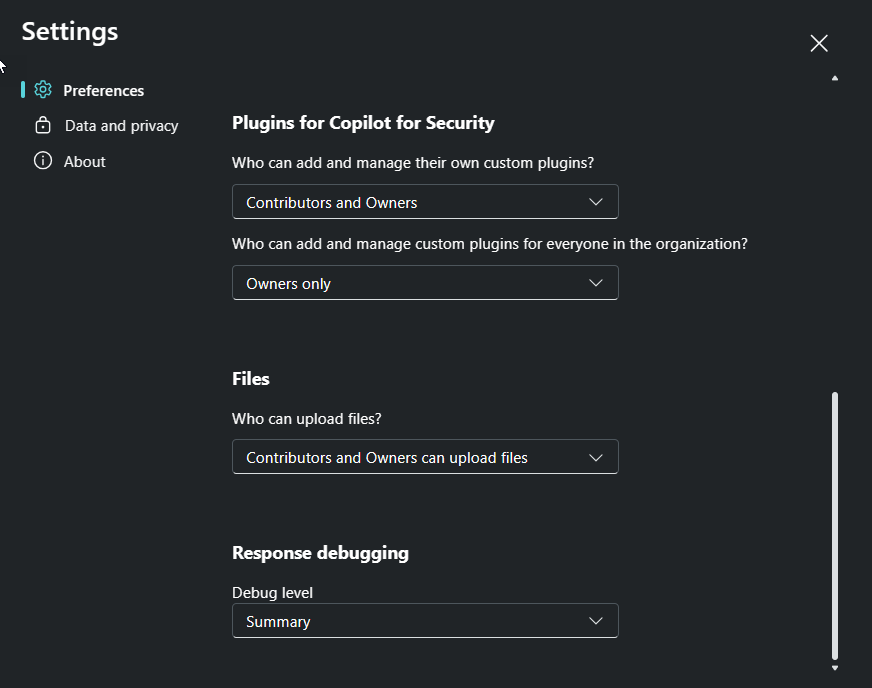 Settings
Preferences
Data and privacy
About
Plugins for Copilot for Security
Who can add and manage their own custom plugins?
Contributors and Owners
Who can add and manage custom plugins for everyone in the organization?
Owners only
Files
Who can upload files?
Contributors and Owners can upload files
Response debugging
Debug level
Summary